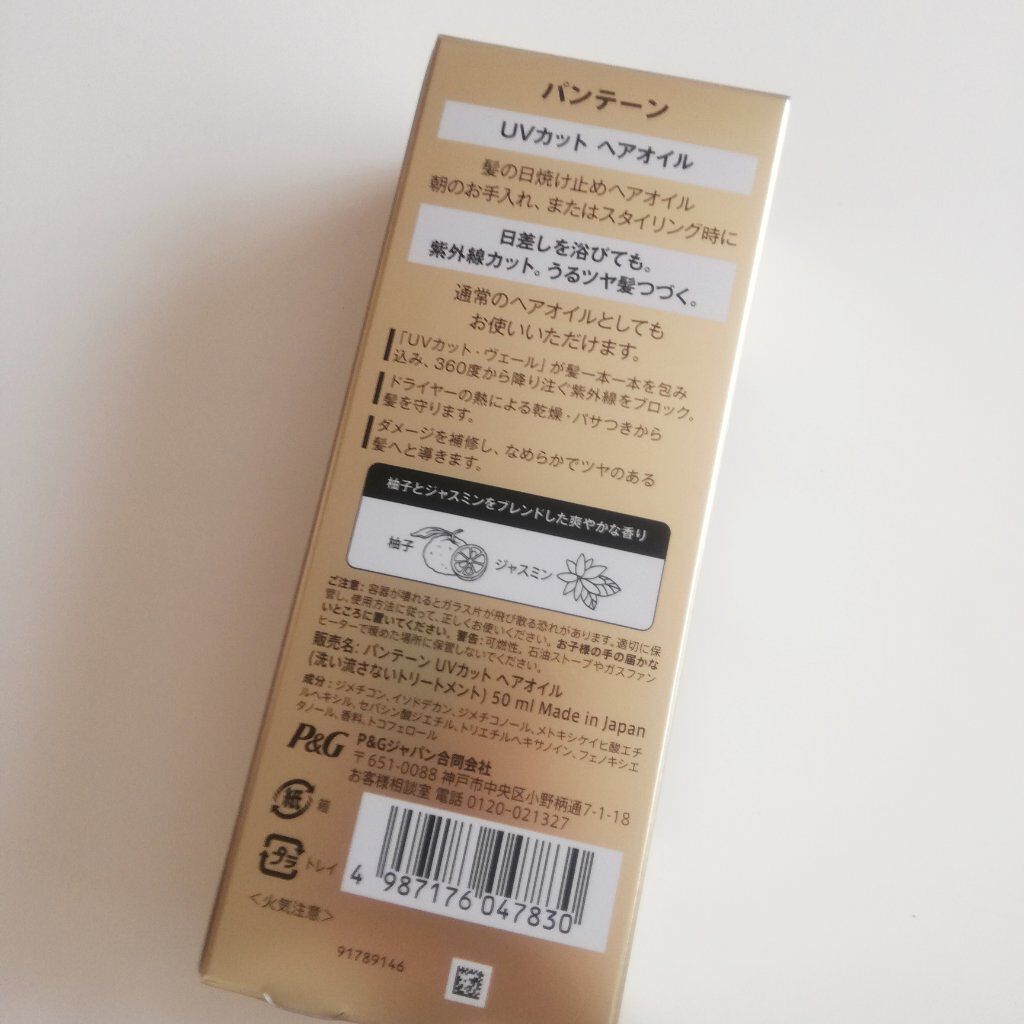 パンテーン
UVカット ヘアオイル
髪の日焼け止めヘアオイル
朝のお手入れ、またはスタイリング時に
日差しを浴びても。
紫外線カット。うるツヤ髪つづく。
通常のヘアオイルとしても
お使いいただけます。
「UVカット・ヴェール」が髪一本一本を包み
込み、360度から降り注ぐ紫外線をブロック。
ドライヤーの熱による乾燥・パサつきから
髪を守ります。
ダメージを補修し、なめらかでツヤのある
髪へと導きます。
柚子とジャスミンをブレンドした爽やかな香り
柚子
ジャスミン
ご注意: 容器が壊れるとガラス片が飛び散る恐れがあります。適切に保
管し、使用方法に従って、正しくお使いください。お子様の手の届かな
いところに置いてください。警告: 可燃性。石油ストーブやガスファン
ヒーターで暖めた場所に保管しないでください。
販売名: パンテーン UVカット ヘアオイル
(洗い流さないトリートメント) 50 ml Made in Japan
成分: ジメチコン、イソドデカン、ジメチコノール、メトキシケイヒ酸エチ
ルヘキシル、セバシン酸ジエチル、トリエチルヘキサノイン、フェノキシエ
タノール、香料、トコフェロール
P&G P&Gジャパン合同会社
〒651-0088 神戸市中央区小野柄通7-1-18
お客様相談室 電話 0120-021327
紙 箱
プラ トレイ
4 987176 047830
＜火気注意＞
91789146